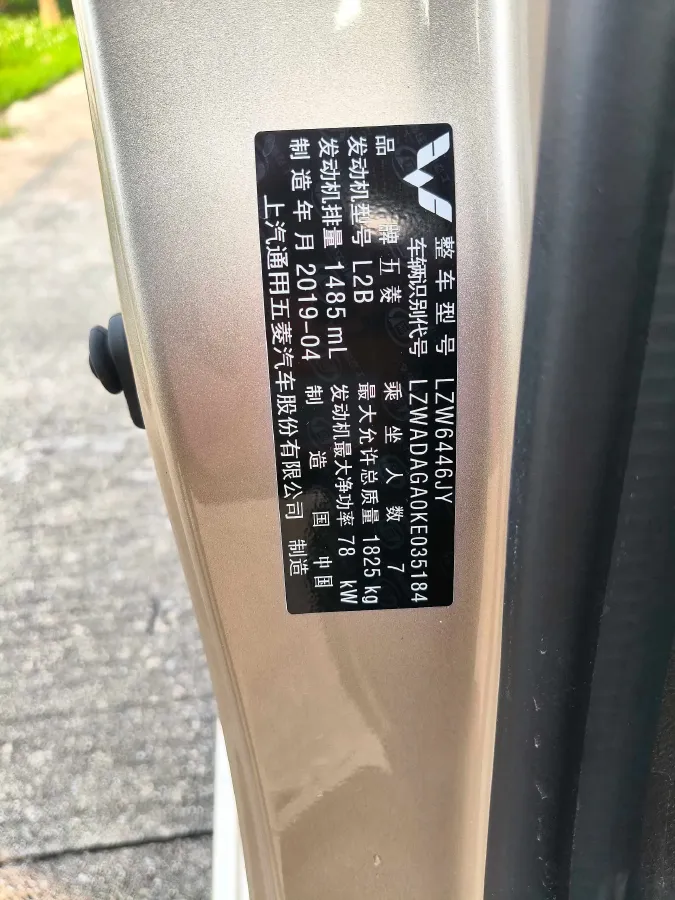 整车型号 LZW6446JY
车辆识别代号 LZWADAGA0KE035184
品牌 五菱 乘坐人数 7
发动机型号 L2B 最大允许总质量 1825 kg
发动机排量 1485 mL 发动机最大净功率 78 kW
制造年月 2019-04 制造国 中国
上汽通用五菱汽车股份有限公司 制造